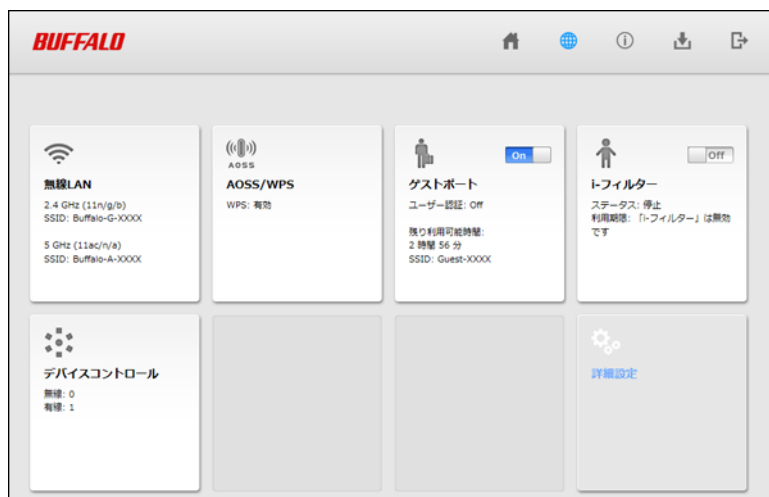 BUFFALO
無線LAN
2.4 GHz (11n/g/b)
SSID: Buffalo-G-XXXX
5 GHz (11ac/n/a)
SSID: Buffalo-A-XXXX
AOSS
AOSS/WPS
WPS: 有効
On
ゲストポート
ユーザー認証: Off
残り利用可能時間:
2 時間 56 分
SSID: Guest-XXXX
Off
i-フィルター
ステータス: 停止
利用期限: 「i-フィルター」は無効
です
デバイスコントロール
無線: 0
有線: 1
詳細設定